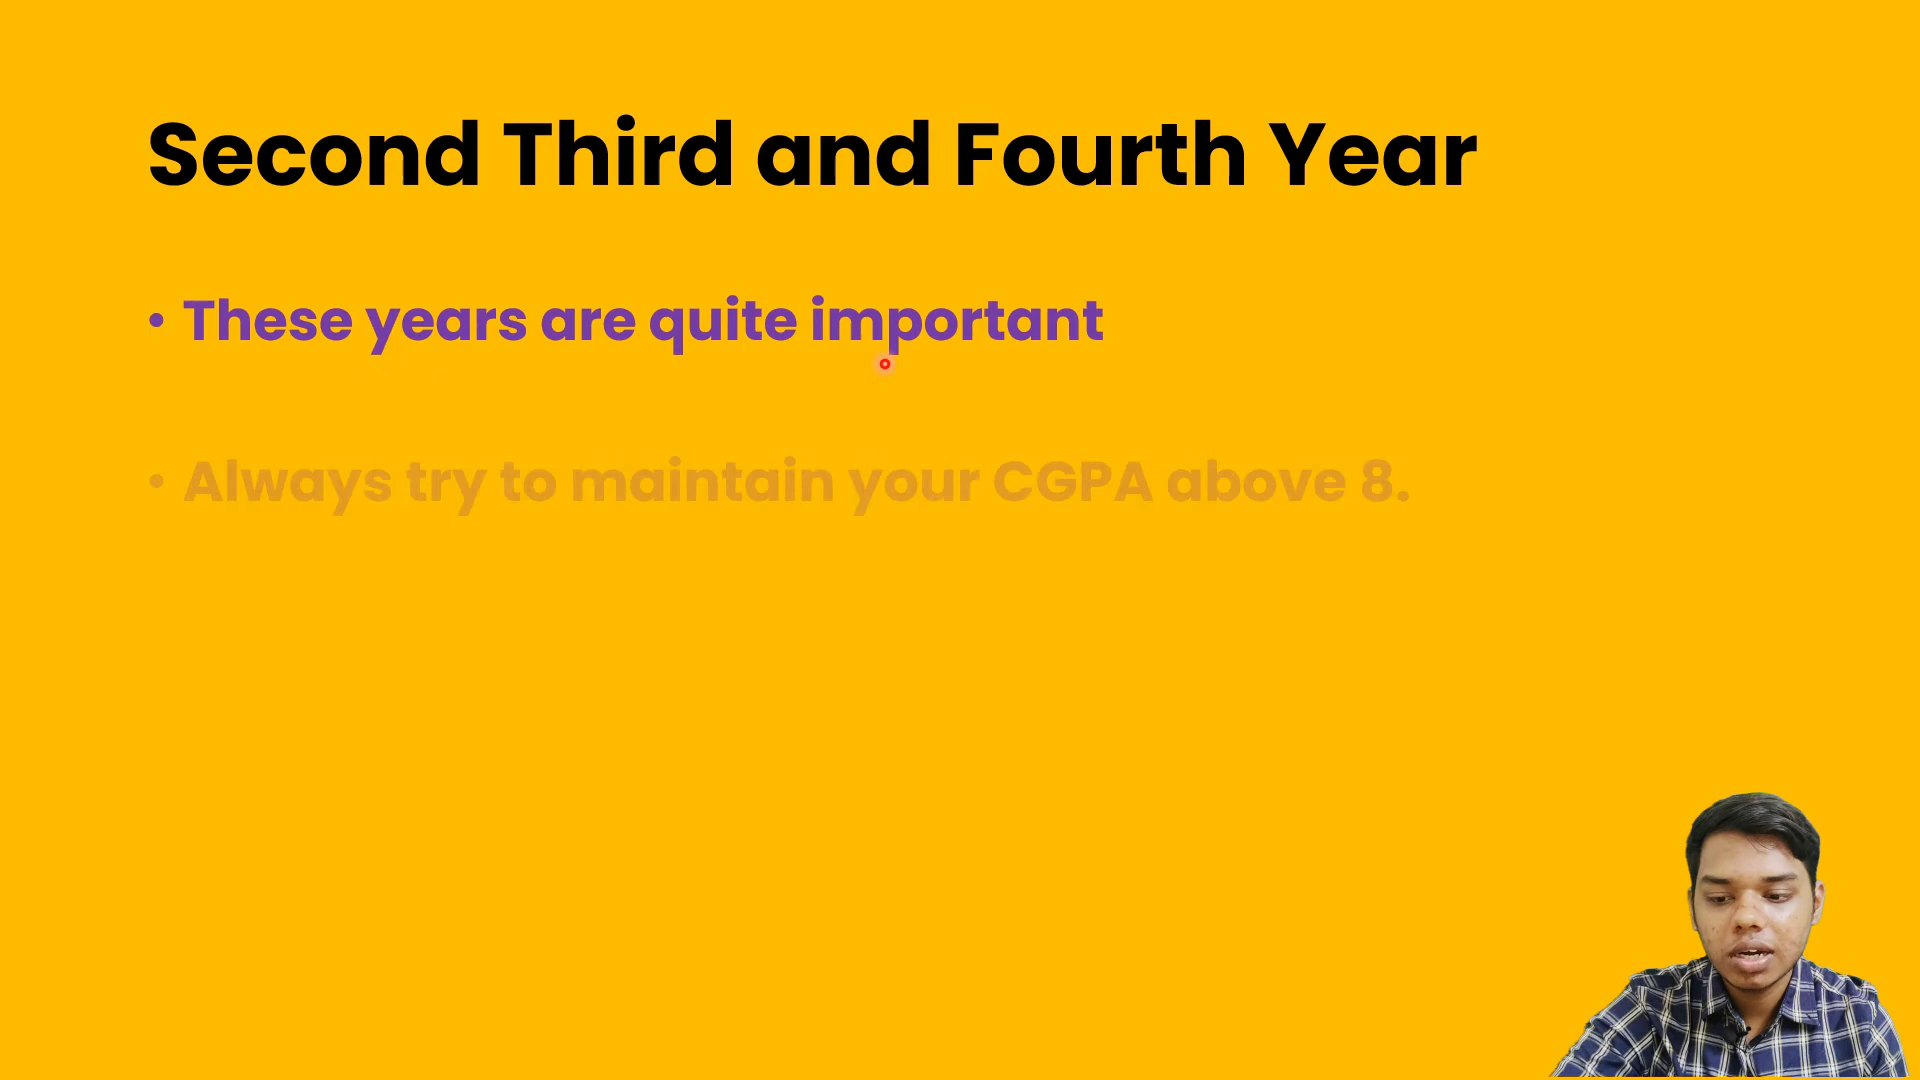 Second Third and Fourth Year
• These years are quite important
• Always try to maintain your CGPA above 8.